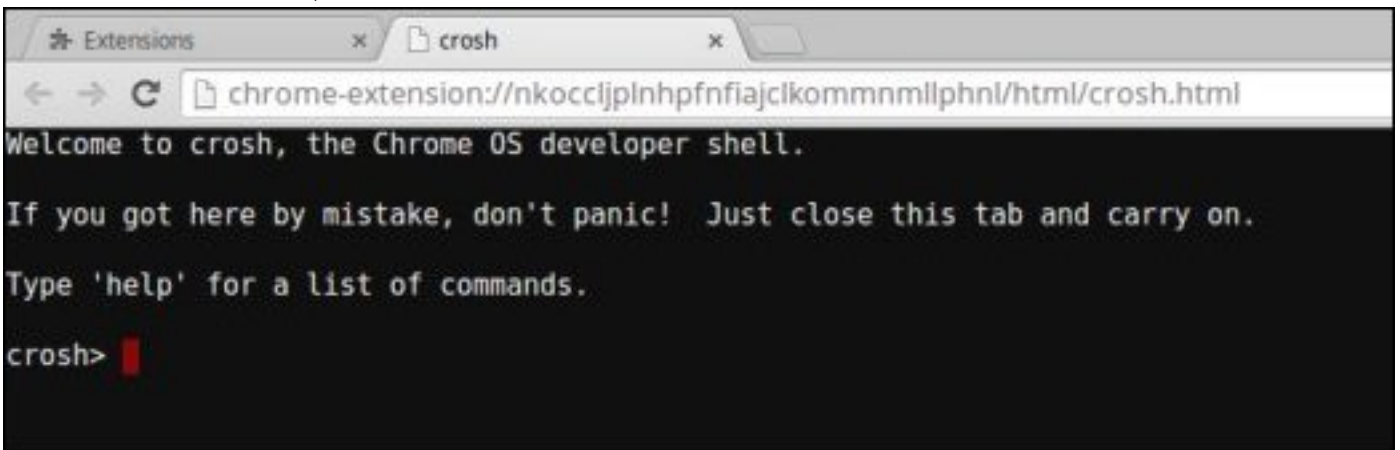 Extensions
crosh
chrome-extension://nkoccljplnhpfnfiajclkommnmllphnl/html/crosh.html
Welcome to crosh, the Chrome OS developer shell.
If you got here by mistake, don't panic!  Just close this tab and carry on.
Type 'help' for a list of commands.
crosh>